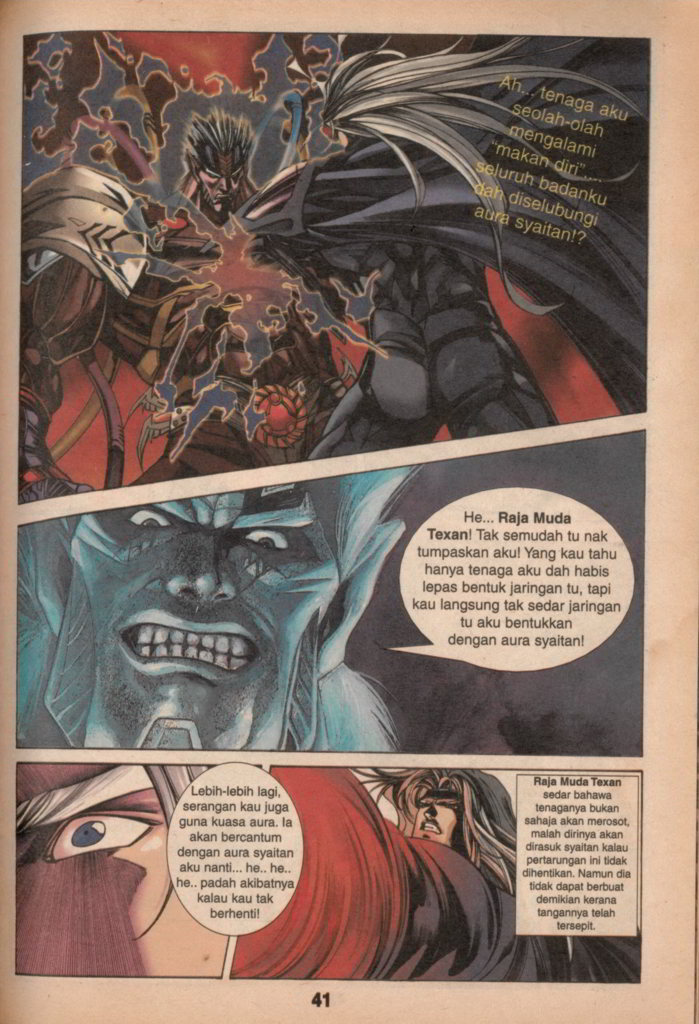 Ah... tenaga aku
seolah-olah
mengalami
"makan diri"....
seluruh badanku
dah diselubungi
aura syaitan!?
He... Raja Muda
Texan! Tak semudah tu nak
tumpaskan aku! Yang kau tahu
hanya tenaga aku dah habis
lepas bentuk jaringan tu, tapi
kau langsung tak sedar jaringan
tu aku bentukkan
dengan aura syaitan!
Lebih-lebih lagi,
serangan kau juga
guna kuasa aura. Ia
akan bercantum
dengan aura syaitan
aku nanti... he.. he..
he.. padah akibatnya
kalau kau tak
berhenti!
Raja Muda Texan
sedar bahawa
tenaganya bukan
sahaja akan merosot,
malah dirinya akan
dirasuk syaitan kalau
pertarungan ini tidak
dihentikan. Namun dia
tidak dapat berbuat
demikian kerana
tangannya telah
tersepit.
41